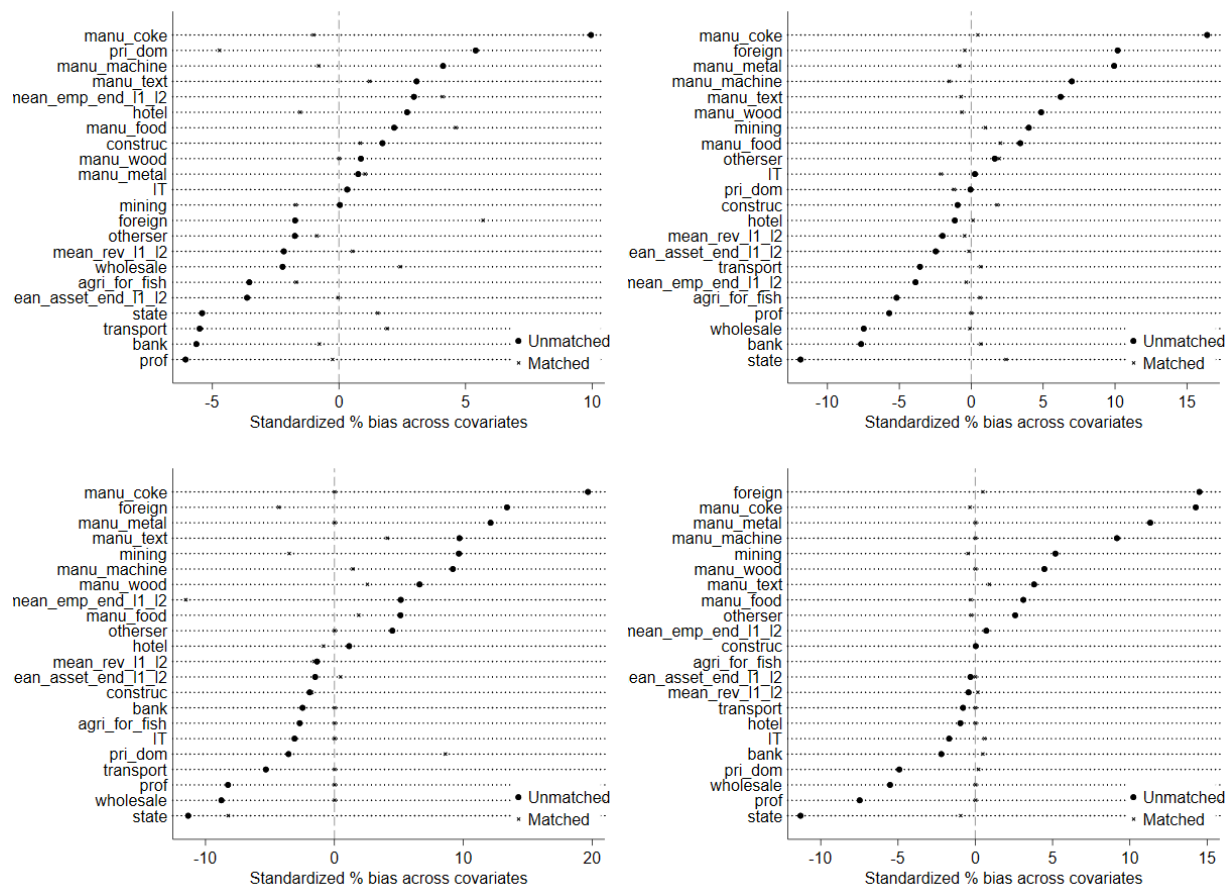 manu_coke
pri_dom
manu_machine
manu_text
mean_emp_end_l1_l2
hotel
manu_food
construc
manu_wood
manu_metal
IT
mining
foreign
otherser
mean_rev_l1_l2
wholesale
agri_for_fish
ean_asset_end_l1_l2
state
transport
bank
prof
Unmatched
Matched
-5 0 5 10
Standardized % bias across covariates
manu_coke
foreign
manu_metal
manu_machine
manu_text
manu_wood
mining
manu_food
otherser
IT
pri_dom
construc
hotel
mean_rev_l1_l2
ean_asset_end_l1_l2
transport
mean_emp_end_l1_l2
agri_for_fish
prof
wholesale
bank
state
Unmatched
Matched
-10 -5 0 5 10 15
Standardized % bias across covariates
manu_coke
foreign
manu_metal
manu_text
mining
manu_machine
manu_wood
mean_emp_end_l1_l2
manu_food
otherser
hotel
mean_rev_l1_l2
ean_asset_end_l1_l2
construc
bank
agri_for_fish
IT
pri_dom
transport
prof
wholesale
state
Unmatched
Matched
-10 0 10 20
Standardized % bias across covariates
foreign
manu_coke
manu_metal
manu_machine
mining
manu_wood
manu_text
manu_food
otherser
mean_emp_end_l1_l2
construc
agri_for_fish
ean_asset_end_l1_l2
mean_rev_l1_l2
transport
hotel
IT
bank
pri_dom
wholesale
prof
state
Unmatched
Matched
-10 -5 0 5 10 15
Standardized % bias across covariates